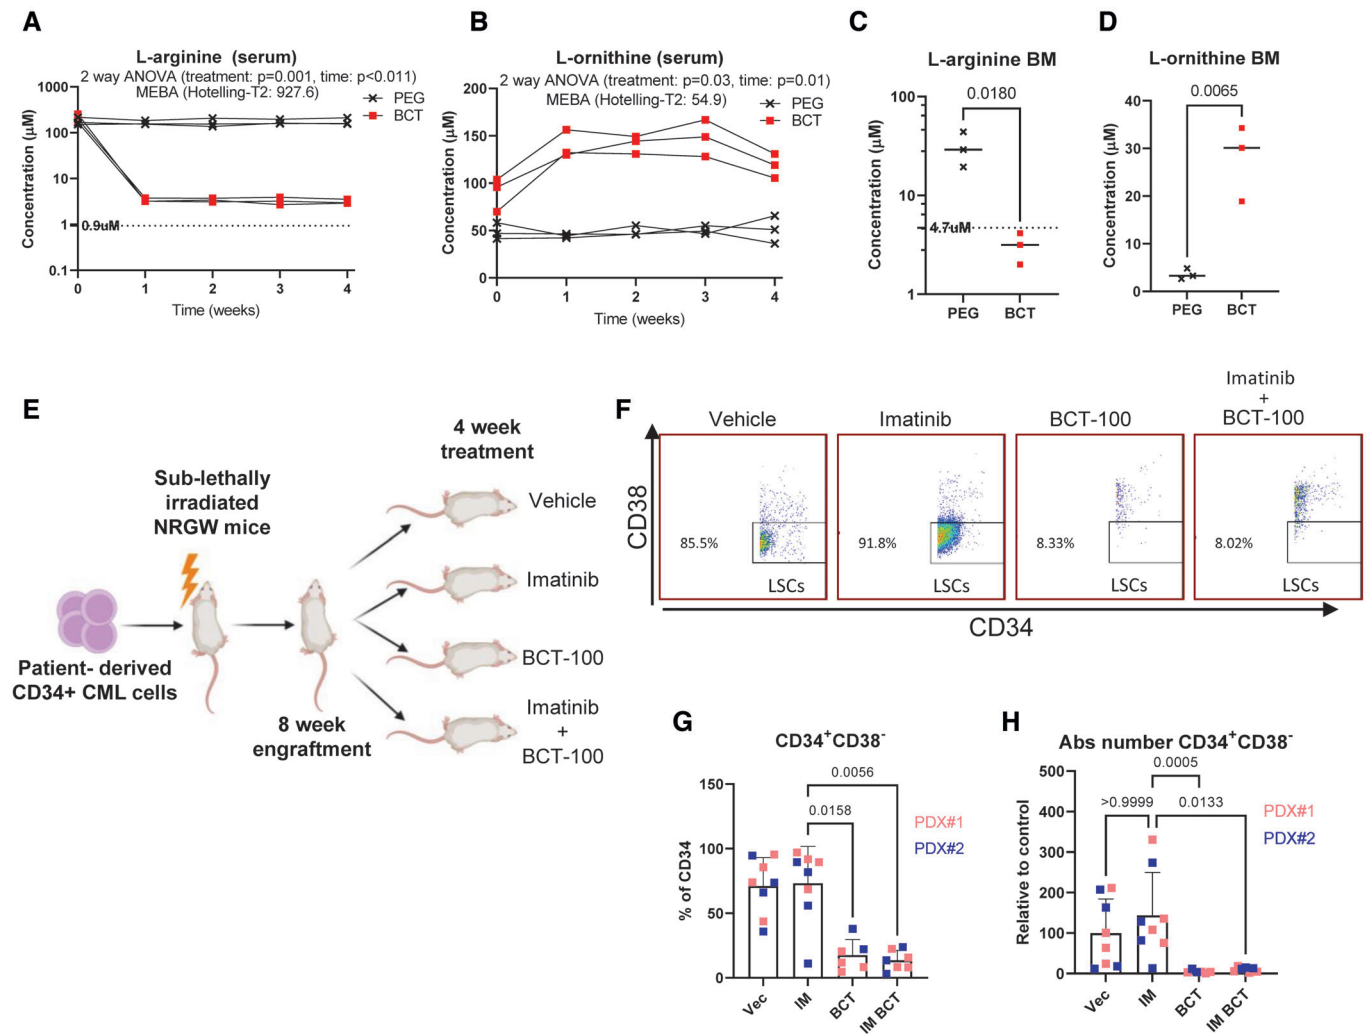 A
L-arginine (serum)
2 way ANOVA (treatment: p=0.001, time: p<0.011)
MEBA (Hotelling-T2: 927.6)
PEG
BCT
Concentration (µM)
1000
100
10
1
0.1
0.9uM
0
1
2
3
4
Time (weeks)
B
L-ornithine (serum)
2 way ANOVA (treatment: p=0.03, time: p=0.01)
MEBA (Hotelling-T2: 54.9)
PEG
BCT
Concentration (µM)
200
150
100
50
0
0
1
2
3
4
Time (weeks)
C
L-arginine BM
0.0180
Concentration (µM)
100
10
1
4.7uM
PEG
BCT
D
L-ornithine BM
0.0065
Concentration (µM)
40
30
20
10
0
PEG
BCT
E
Patient- derived
CD34+ CML cells
Sub-lethally
irradiated
NRGW mice
8 week
engraftment
4 week
treatment
Vehicle
Imatinib
BCT-100
Imatinib
+
BCT-100
F
Vehicle
Imatinib
BCT-100
Imatinib
+
BCT-100
CD38
85.5%
LSCs
91.8%
LSCs
8.33%
LSCs
8.02%
LSCs
CD34
G
CD34+CD38-
0.0056
0.0158
PDX#1
PDX#2
% of CD34
150
100
50
0
Vec
IM
BCT
IM BCT
H
Abs number CD34+CD38-
0.0005
>0.9999
0.0133
PDX#1
PDX#2
Relative to control
500
400
300
200
100
0
Vec
IM
BCT
IM BCT